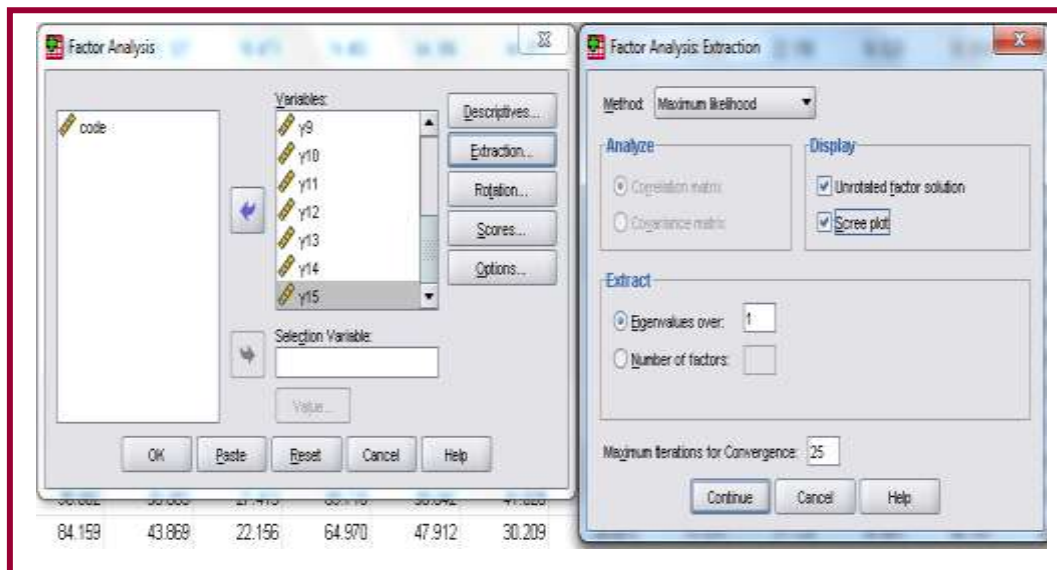 Factor Analysis
code
Variables:
y9
y10
y11
y12
y13
y14
y15
Selection Variable:
Value...
Descriptives...
Extraction...
Rotation...
Scores...
Options...
OK
Paste
Reset
Cancel
Help
84.159 43.869 22.156 64.970 47.912 30.209
Factor Analysis: Extraction
Method: Maximum likelihood
Analyze
Correlation matrix
Covariance matrix
Display
Unrotated factor solution
Scree plot
Extract
Eigenvalues over: 1
Number of factors:
Maximum Iterations for Convergence: 25
Continue
Cancel
Help